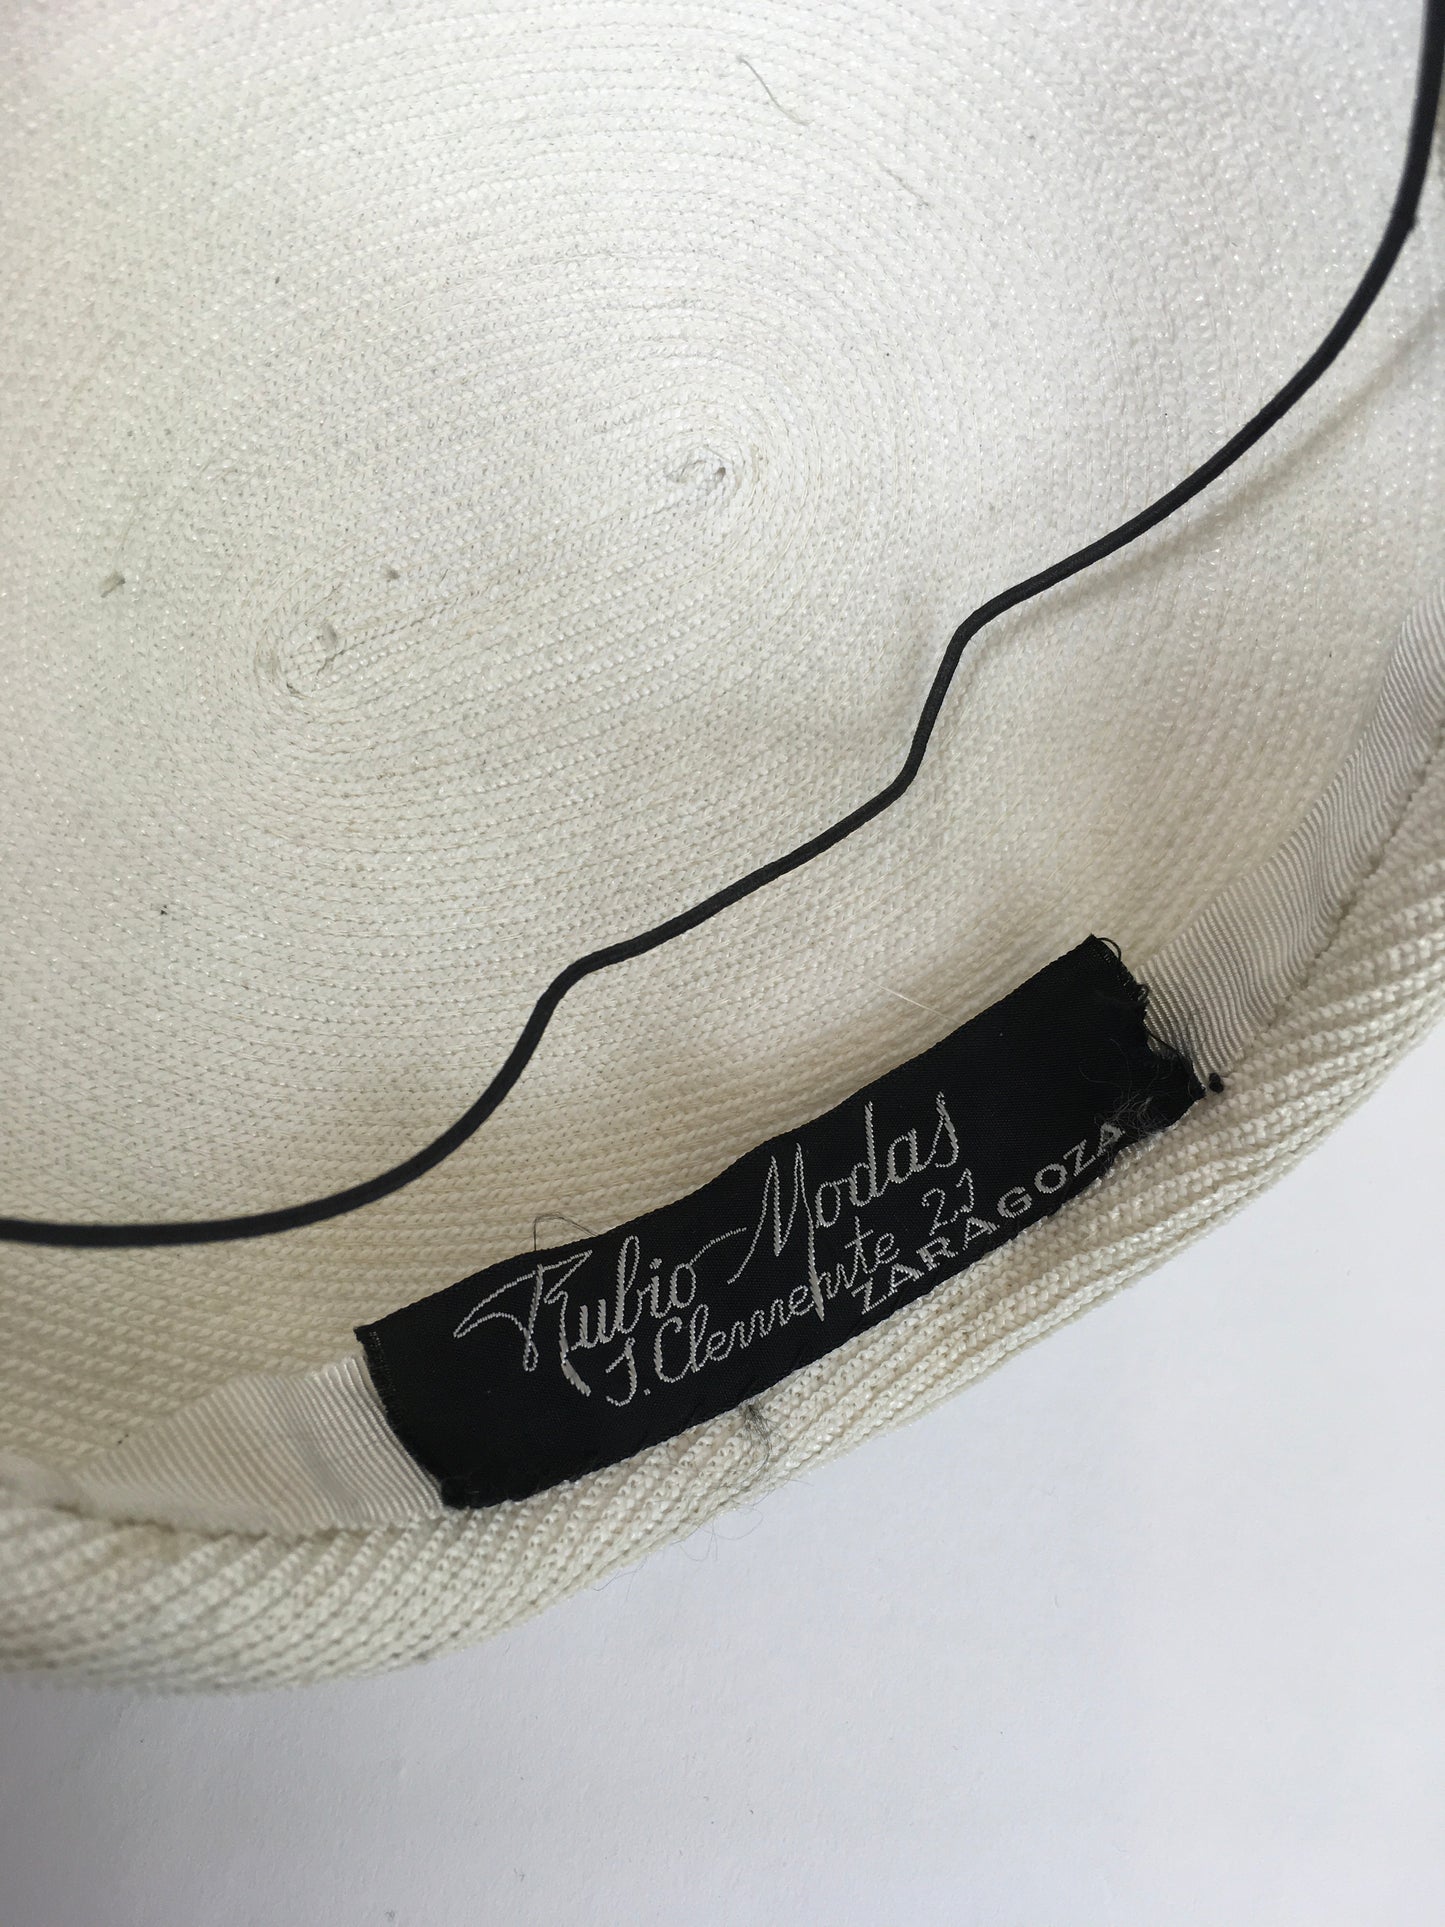 Rubio Modas
J. Clemente 21
ZARAGOZA